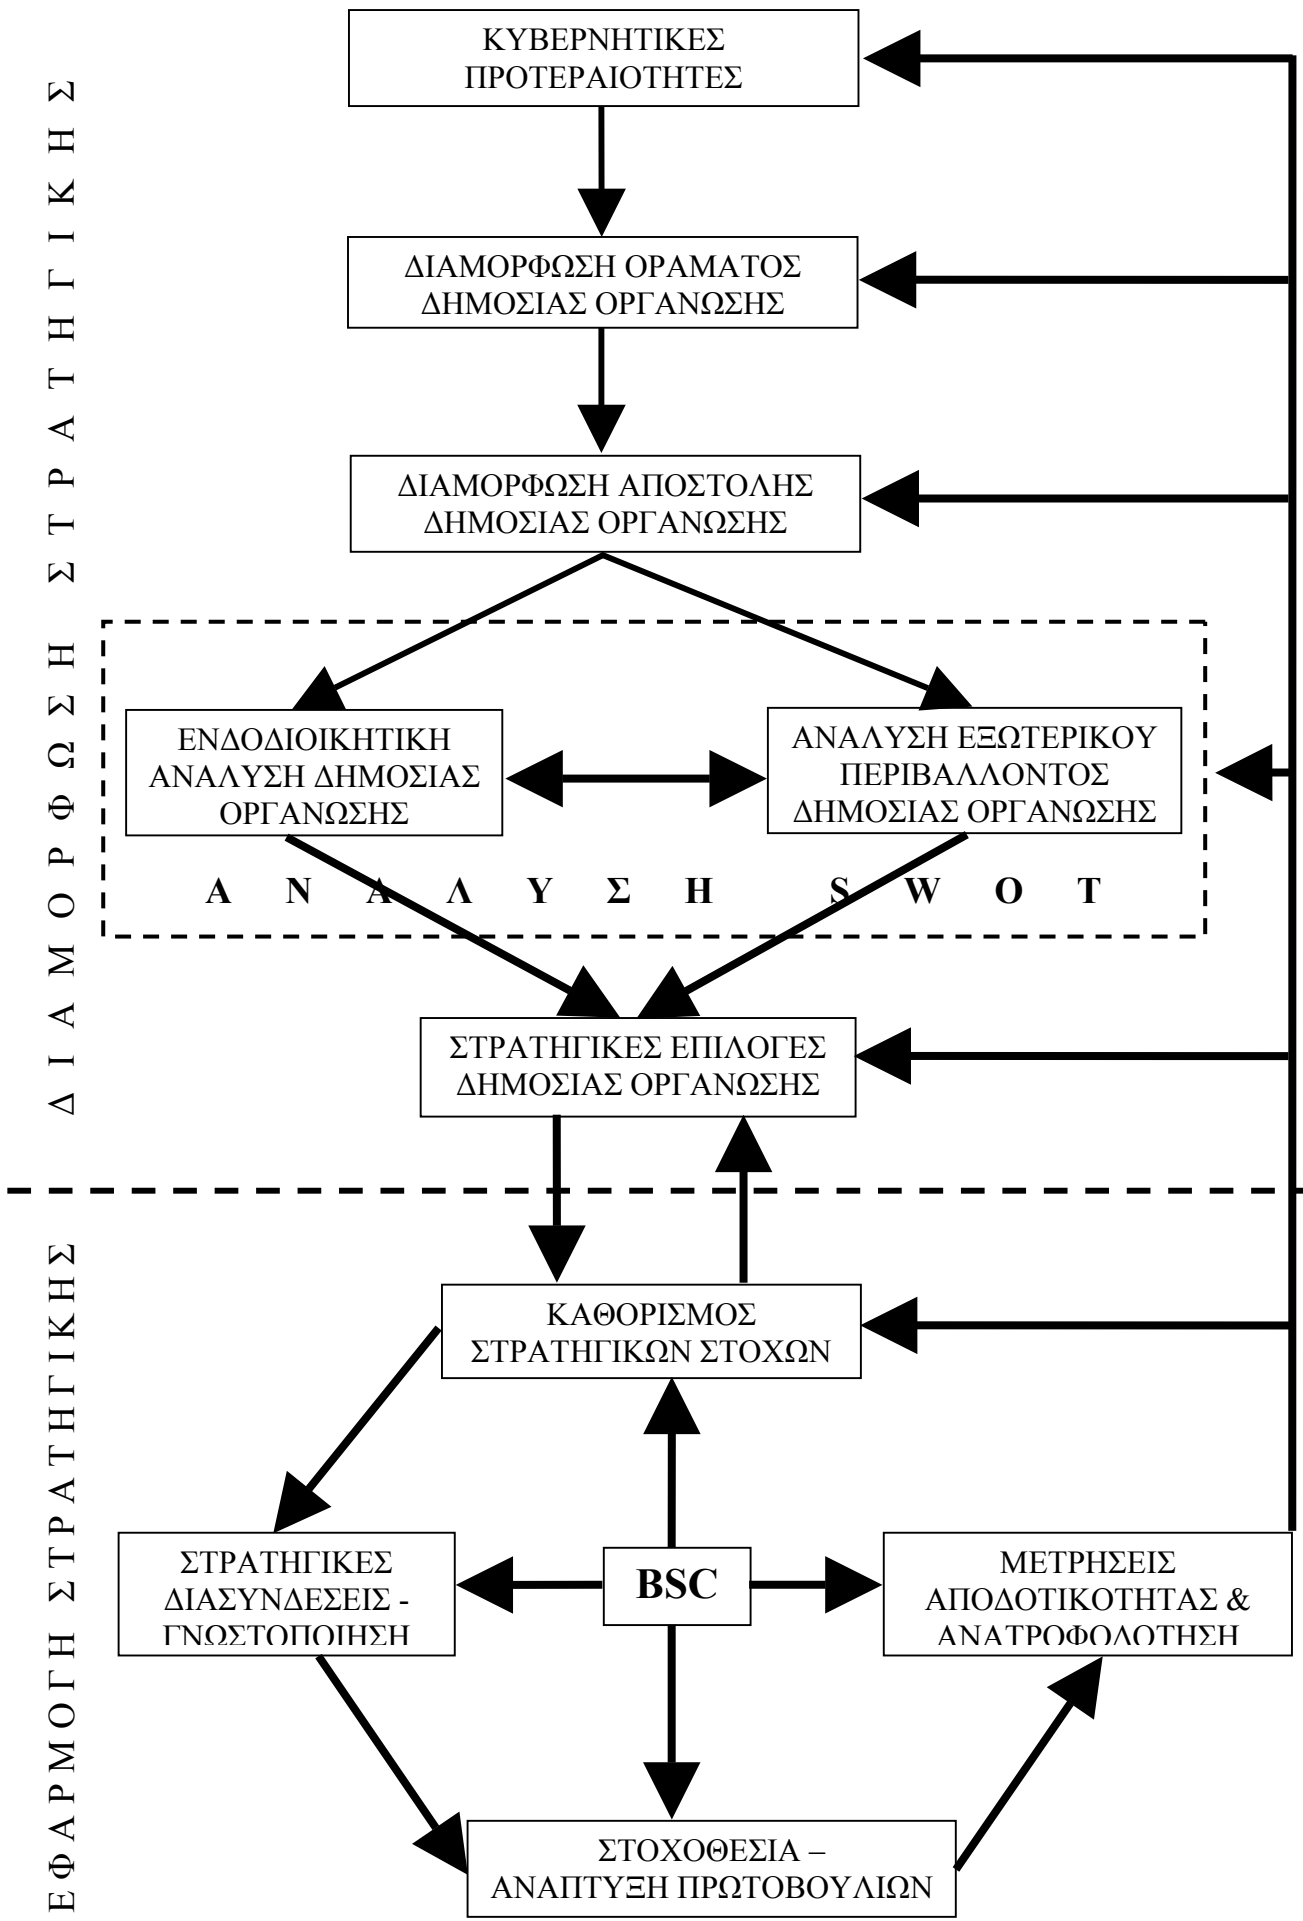 ΔΙΑΜΟΡΦΩΣΗ ΣΤΡΑΤΗΓΙΚΗΣ
ΚΥΒΕΡΝΗΤΙΚΕΣ
ΠΡΟΤΕΡΑΙΟΤΗΤΕΣ
ΔΙΑΜΟΡΦΩΣΗ ΟΡΑΜΑΤΟΣ
ΔΗΜΟΣΙΑΣ ΟΡΓΑΝΩΣΗΣ
ΔΙΑΜΟΡΦΩΣΗ ΑΠΟΣΤΟΛΗΣ
ΔΗΜΟΣΙΑΣ ΟΡΓΑΝΩΣΗΣ
ΕΝΔΟΔΙΟΙΚΗΤΙΚΗ
ΑΝΑΛΥΣΗ ΔΗΜΟΣΙΑΣ
ΟΡΓΑΝΩΣΗΣ
ΑΝΑΛΥΣΗ ΕΞΩΤΕΡΙΚΟΥ
ΠΕΡΙΒΑΛΛΟΝΤΟΣ
ΔΗΜΟΣΙΑΣ ΟΡΓΑΝΩΣΗΣ
ΑΝΑΛΥΣΗ SWOT
ΣΤΡΑΤΗΓΙΚΕΣ ΕΠΙΛΟΓΕΣ
ΔΗΜΟΣΙΑΣ ΟΡΓΑΝΩΣΗΣ
ΕΦΑΡΜΟΓΗ ΣΤΡΑΤΗΓΙΚΗΣ
ΚΑΘΟΡΙΣΜΟΣ
ΣΤΡΑΤΗΓΙΚΩΝ ΣΤΟΧΩΝ
ΣΤΡΑΤΗΓΙΚΕΣ
ΔΙΑΣΥΝΔΕΣΕΙΣ -
ΓΝΩΣΤΟΠΟΙΗΣΗ
BSC
ΜΕΤΡΗΣΕΙΣ
ΑΠΟΔΟΤΙΚΟΤΗΤΑΣ &
ΑΝΑΤΡΟΦΟΛΟΤΗΣΗ
ΣΤΟΧΟΘΕΣΙΑ –
ΑΝΑΠΤΥΞΗ ΠΡΩΤΟΒΟΥΛΙΩΝ